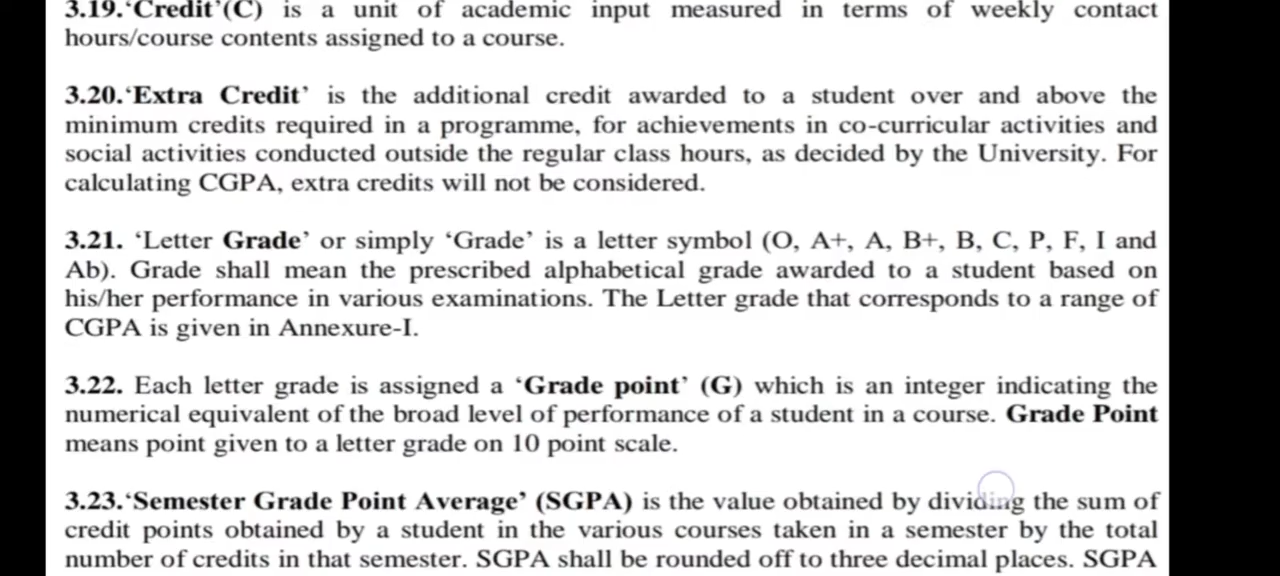 3.19.‘Credit’(C) is a unit of academic input measured in terms of weekly contact
hours/course contents assigned to a course.
3.20.‘Extra Credit’ is the additional credit awarded to a student over and above the
minimum credits required in a programme, for achievements in co-curricular activities and
social activities conducted outside the regular class hours, as decided by the University. For
calculating CGPA, extra credits will not be considered.
3.21. ‘Letter Grade’ or simply ‘Grade’ is a letter symbol (O, A+, A, B+, B, C, P, F, I and
Ab). Grade shall mean the prescribed alphabetical grade awarded to a student based on
his/her performance in various examinations. The Letter grade that corresponds to a range of
CGPA is given in Annexure-I.
3.22. Each letter grade is assigned a ‘Grade point’ (G) which is an integer indicating the
numerical equivalent of the broad level of performance of a student in a course. Grade Point
means point given to a letter grade on 10 point scale.
3.23.‘Semester Grade Point Average’ (SGPA) is the value obtained by dividing the sum of
credit points obtained by a student in the various courses taken in a semester by the total
number of credits in that semester. SGPA shall be rounded off to three decimal places. SGPA